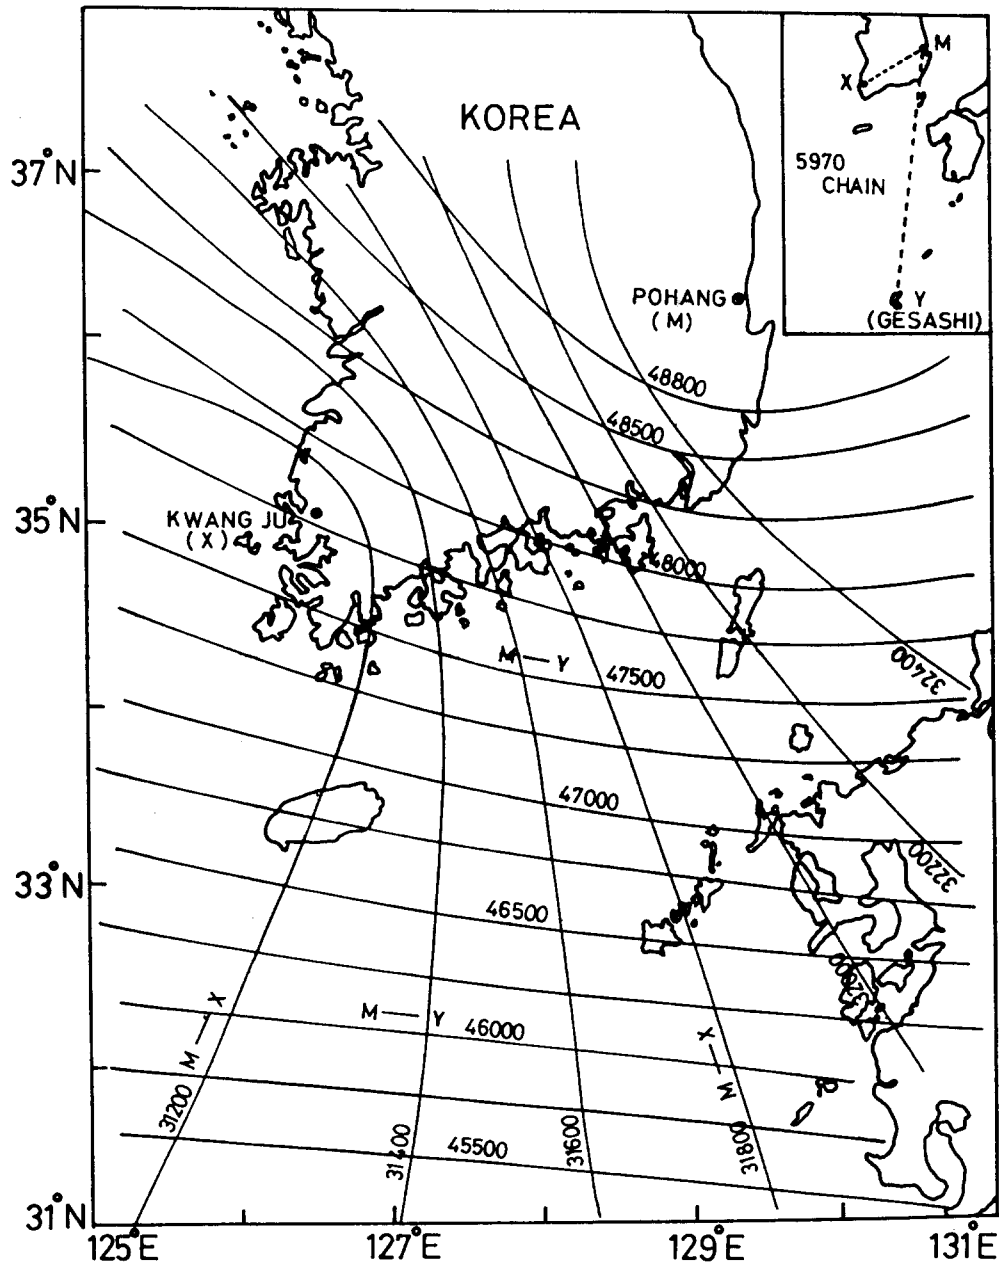 KOREA
M
X
5970
CHAIN
Y
(GESASHI)
37°N
POHANG
(M)
48800
48500
35°N
KWANG JU
(X)
48000
32400
M—Y
47500
47000
32200
33°N
46500
32000
M—X
M—Y
46000
X—M
31200
31400
31600
31800
45500
31°N
125°E
127°E
129°E
131°E